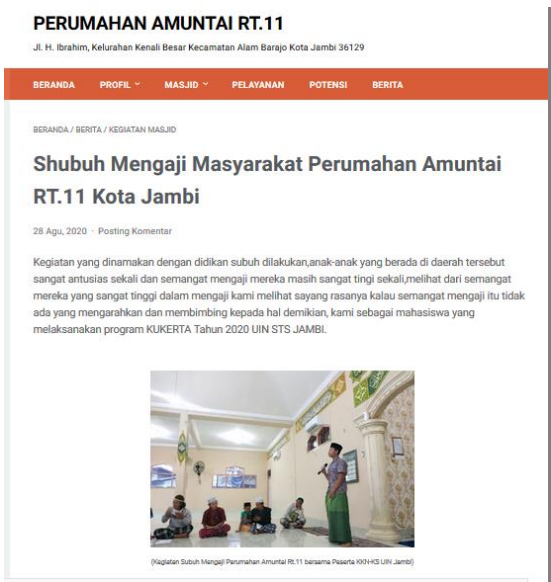 PERUMAHAN AMUNTAI RT.11
Jl. H. Ibrahim, Kelurahan Kenali Besar Kecamatan Alam Barajo Kota Jambi 36129
BERANDA PROFIL MASJID PELAYANAN POTENSI BERITA
BERANDA / BERITA / KEGIATAN MASJID
Shubuh Mengaji Masyarakat Perumahan Amuntai
RT.11 Kota Jambi
28 Agu, 2020 · Posting Komentar
Kegiatan yang dinamakan dengan didikan subuh dilakukan,anak-anak yang berada di daerah tersebut
sangat antusias sekali dan semangat mengaji mereka masih sangat tingi sekali,melihat dari semangat
mereka yang sangat tinggi dalam mengaji kami melihat sayang rasanya kalau semangat mengaji itu tidak
ada yang mengarahkan dan membimbing kepada hal demikian, kami sebagai mahasiswa yang
melaksanakan program KUKERTA Tahun 2020 UIN STS JAMBI.
(Kegiatan Subuh Mengaji Perumahan Amuntai Rt.11 bersama Peserta KKN-KS UIN Jambi)